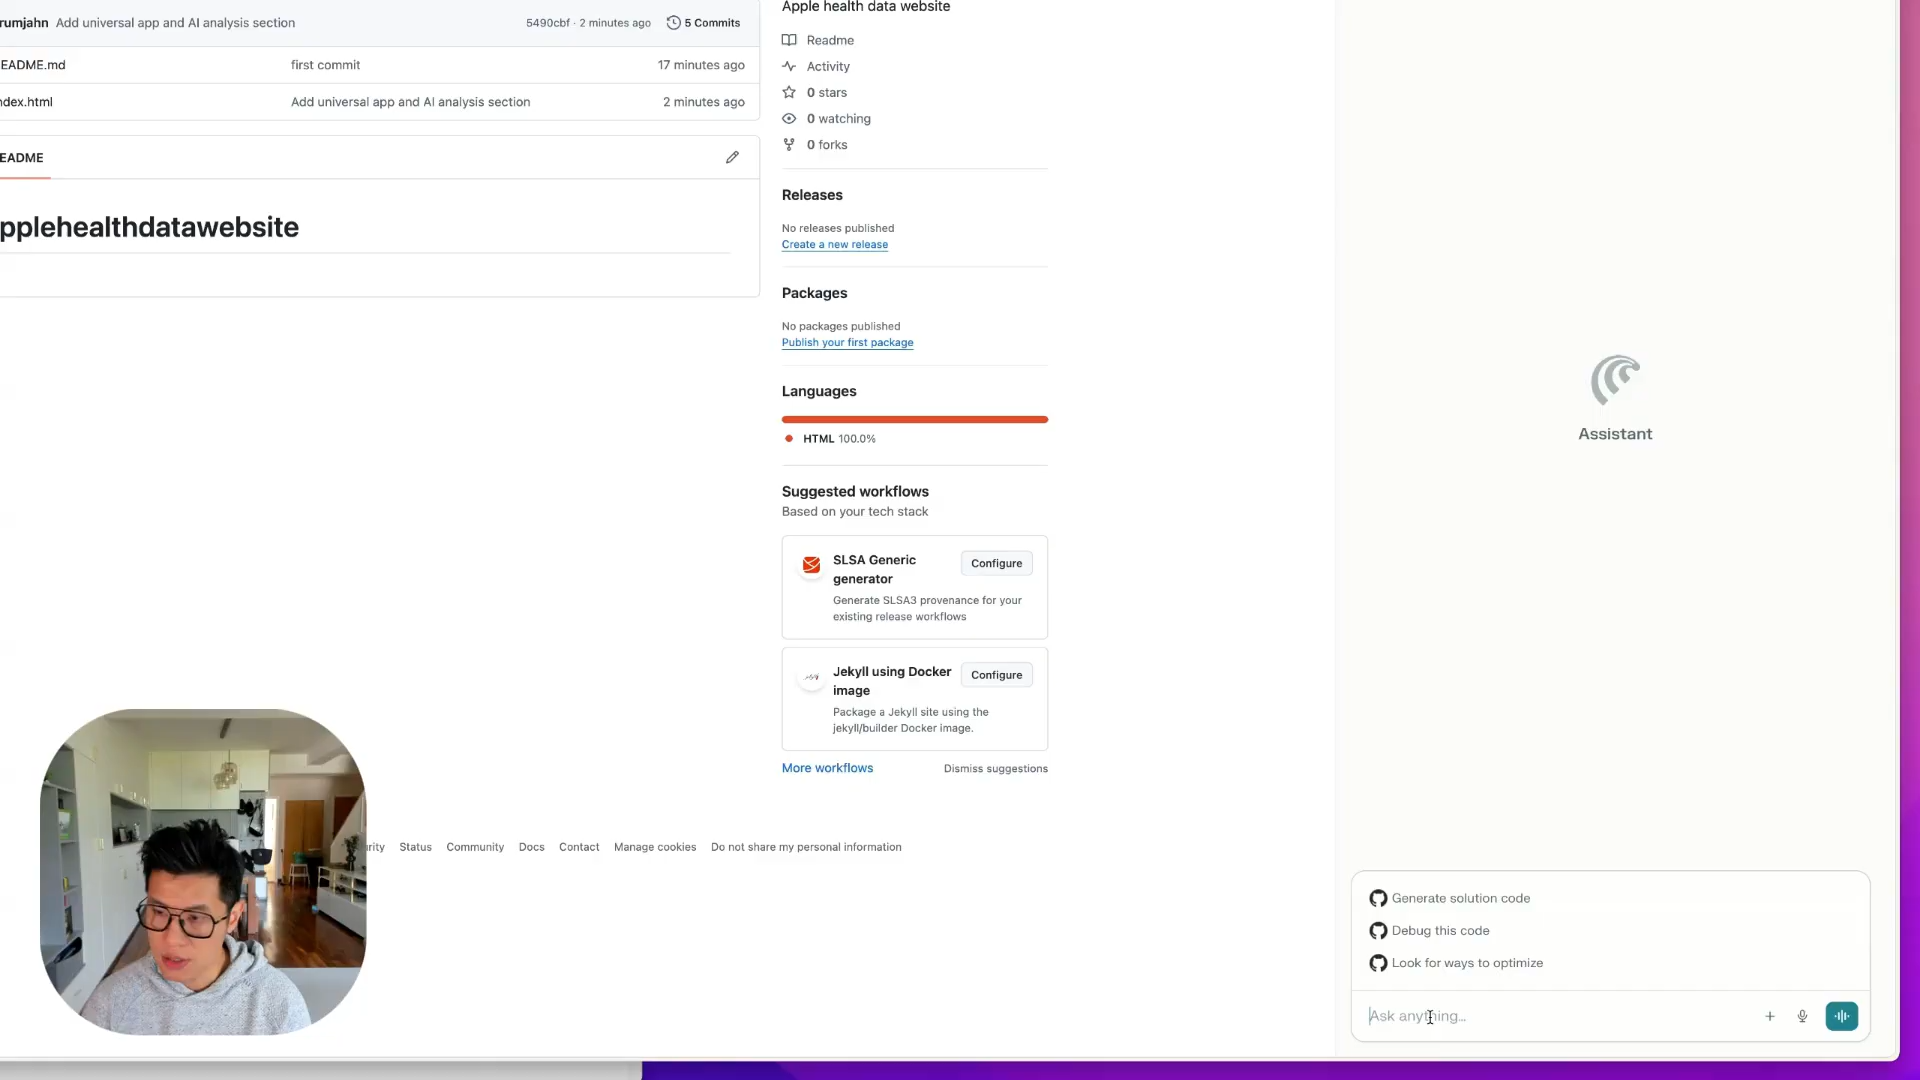 rumjahn Add universal app and AI analysis section 5490cbf · 2 minutes ago 5 Commits
EADME.md first commit 17 minutes ago
ndex.html Add universal app and AI analysis section 2 minutes ago
EADME
pplehealthdatawebsite
Apple health data website
Readme
Activity
0 stars
0 watching
0 forks
Releases
No releases published
Create a new release
Packages
No packages published
Publish your first package
Languages
HTML 100.0%
Suggested workflows
Based on your tech stack
SLSA Generic
generator
Configure
Generate SLSA3 provenance for your
existing release workflows
Jekyll using Docker
image
Configure
Package a Jekyll site using the
jekyll/builder Docker image.
More workflows Dismiss suggestions
urity Status Community Docs Contact Manage cookies Do not share my personal information
Assistant
Generate solution code
Debug this code
Look for ways to optimize
Ask anything...